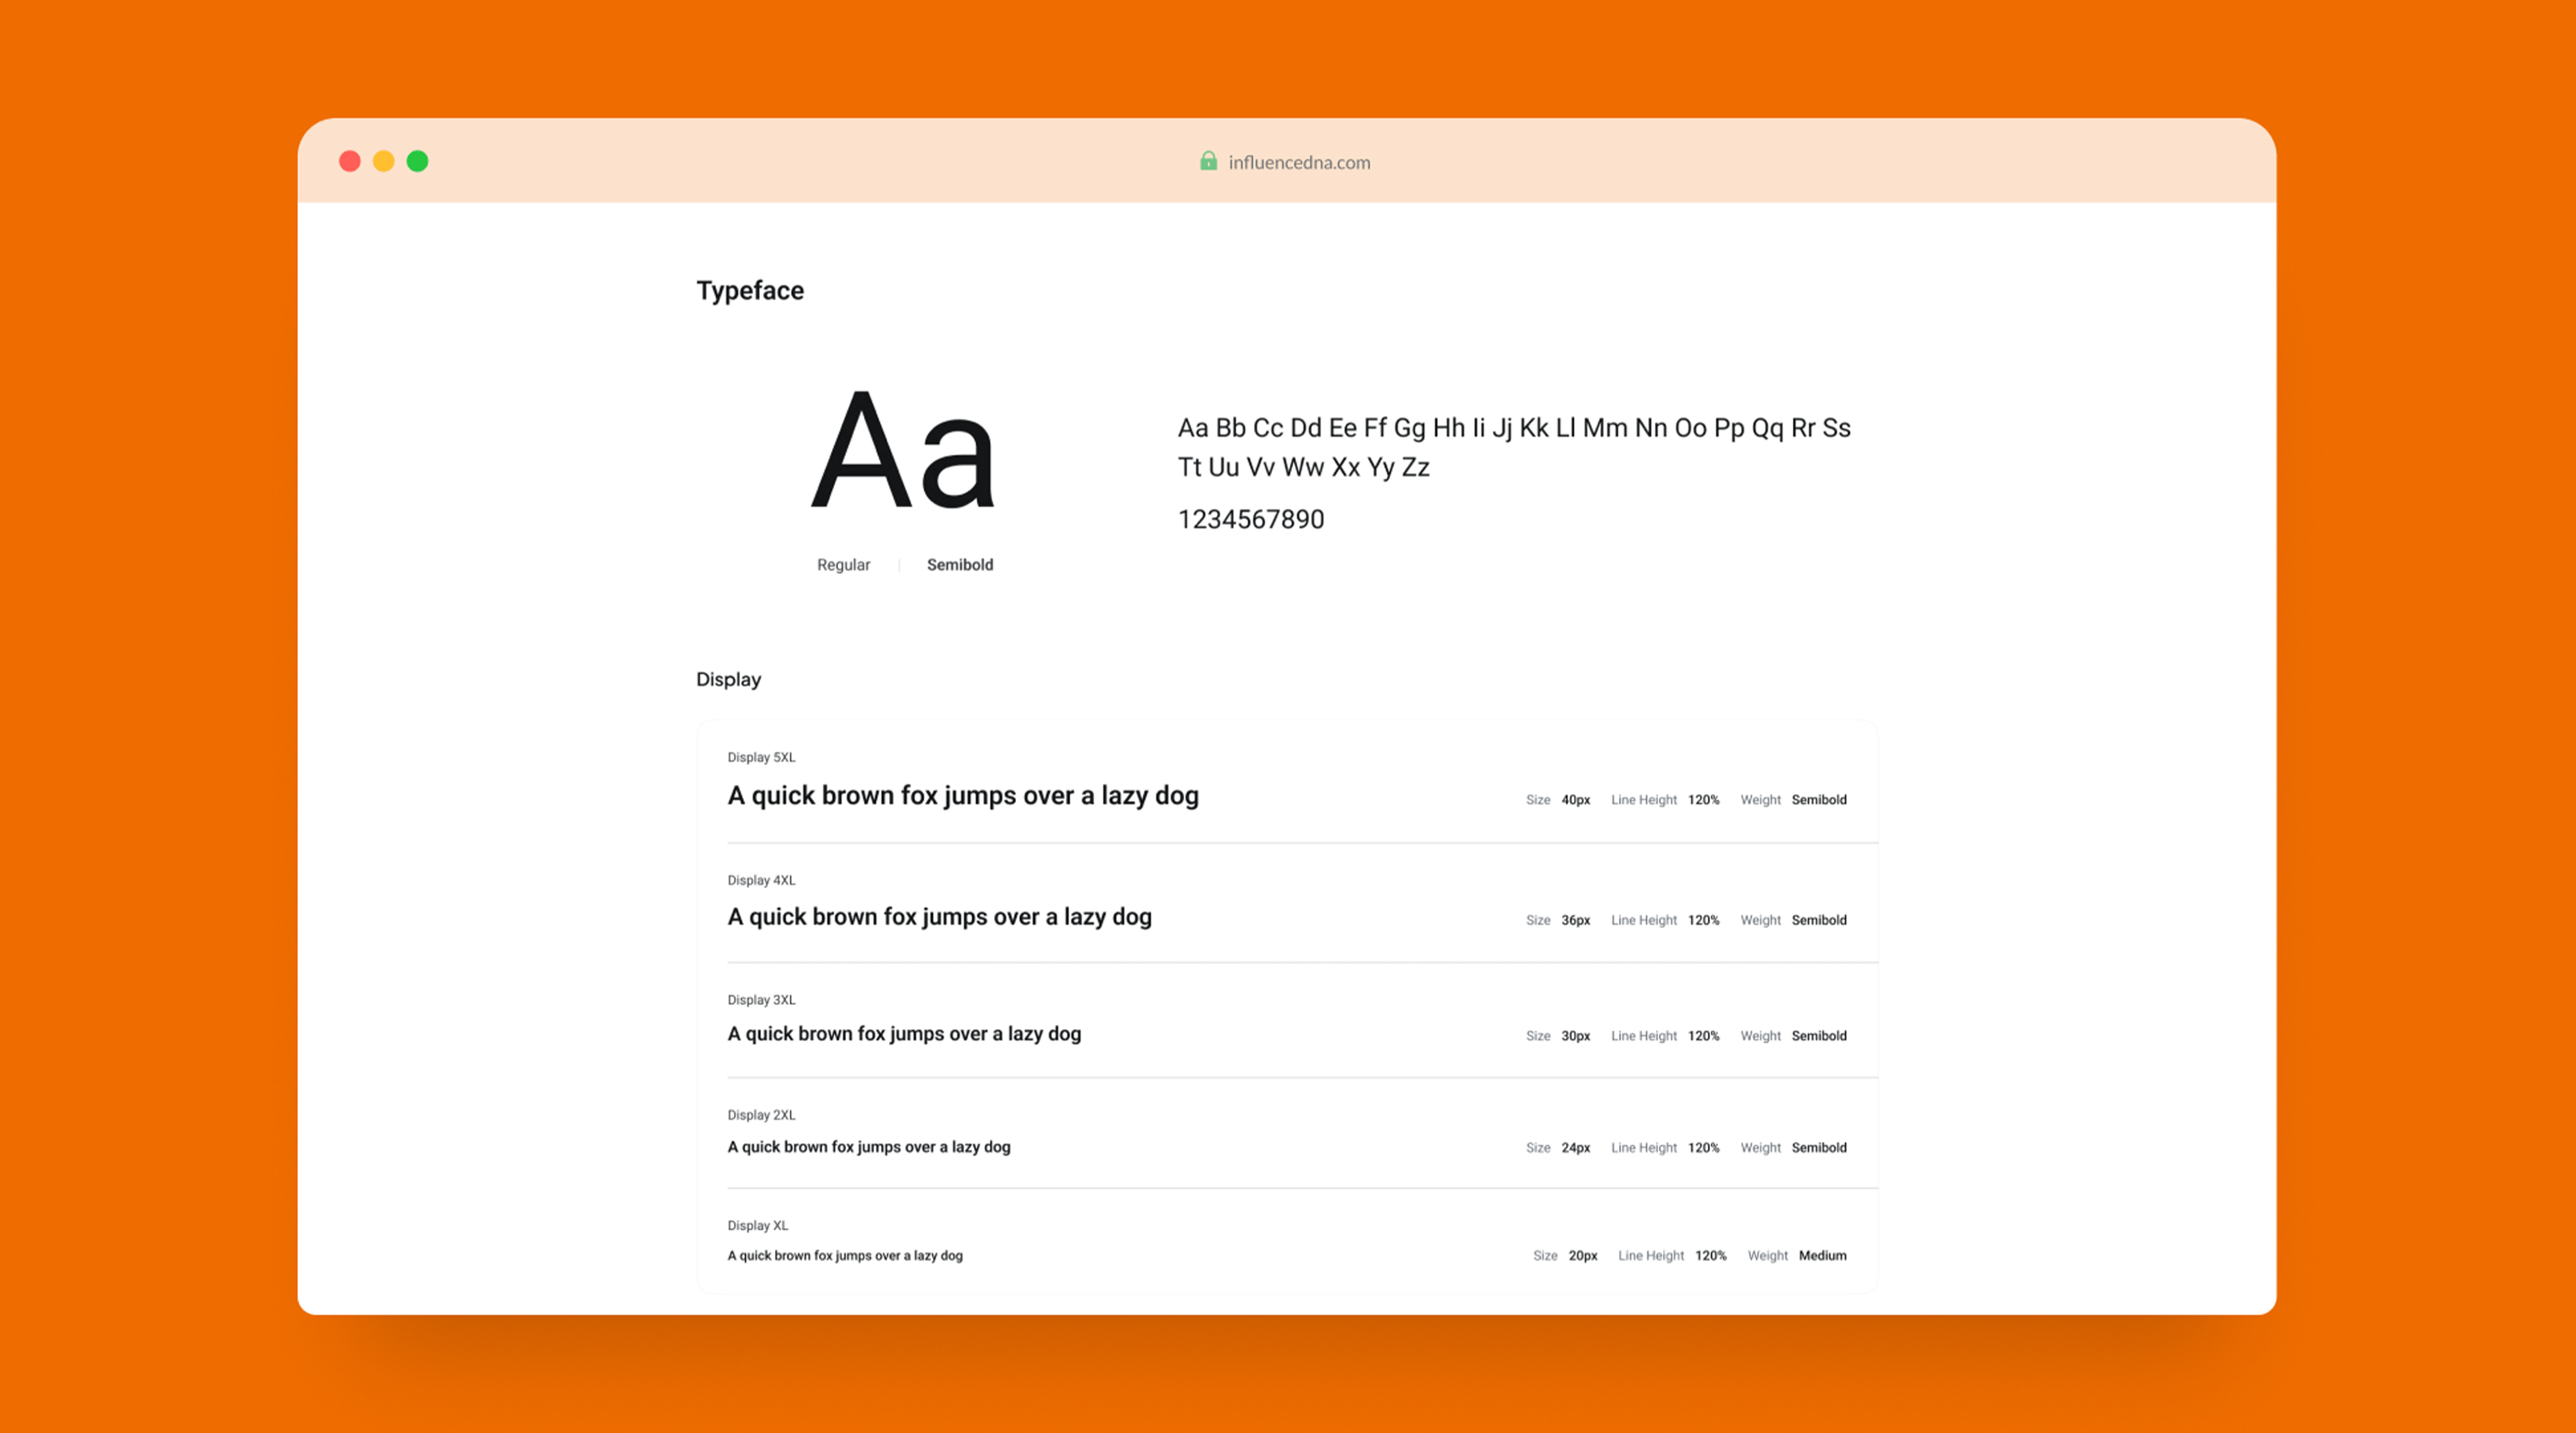 influencedna.com
Typeface
Aa
Regular | Semibold
Aa Bb Cc Dd Ee Ff Gg Hh Ii Jj Kk Ll Mm Nn Oo Pp Qq Rr Ss
Tt Uu Vv Ww Xx Yy Zz
1234567890
Display
Display 5XL
A quick brown fox jumps over a lazy dog Size 40px Line Height 120% Weight Semibold
Display 4XL
A quick brown fox jumps over a lazy dog Size 36px Line Height 120% Weight Semibold
Display 3XL
A quick brown fox jumps over a lazy dog Size 30px Line Height 120% Weight Semibold
Display 2XL
A quick brown fox jumps over a lazy dog Size 24px Line Height 120% Weight Semibold
Display XL
A quick brown fox jumps over a lazy dog Size 20px Line Height 120% Weight Medium